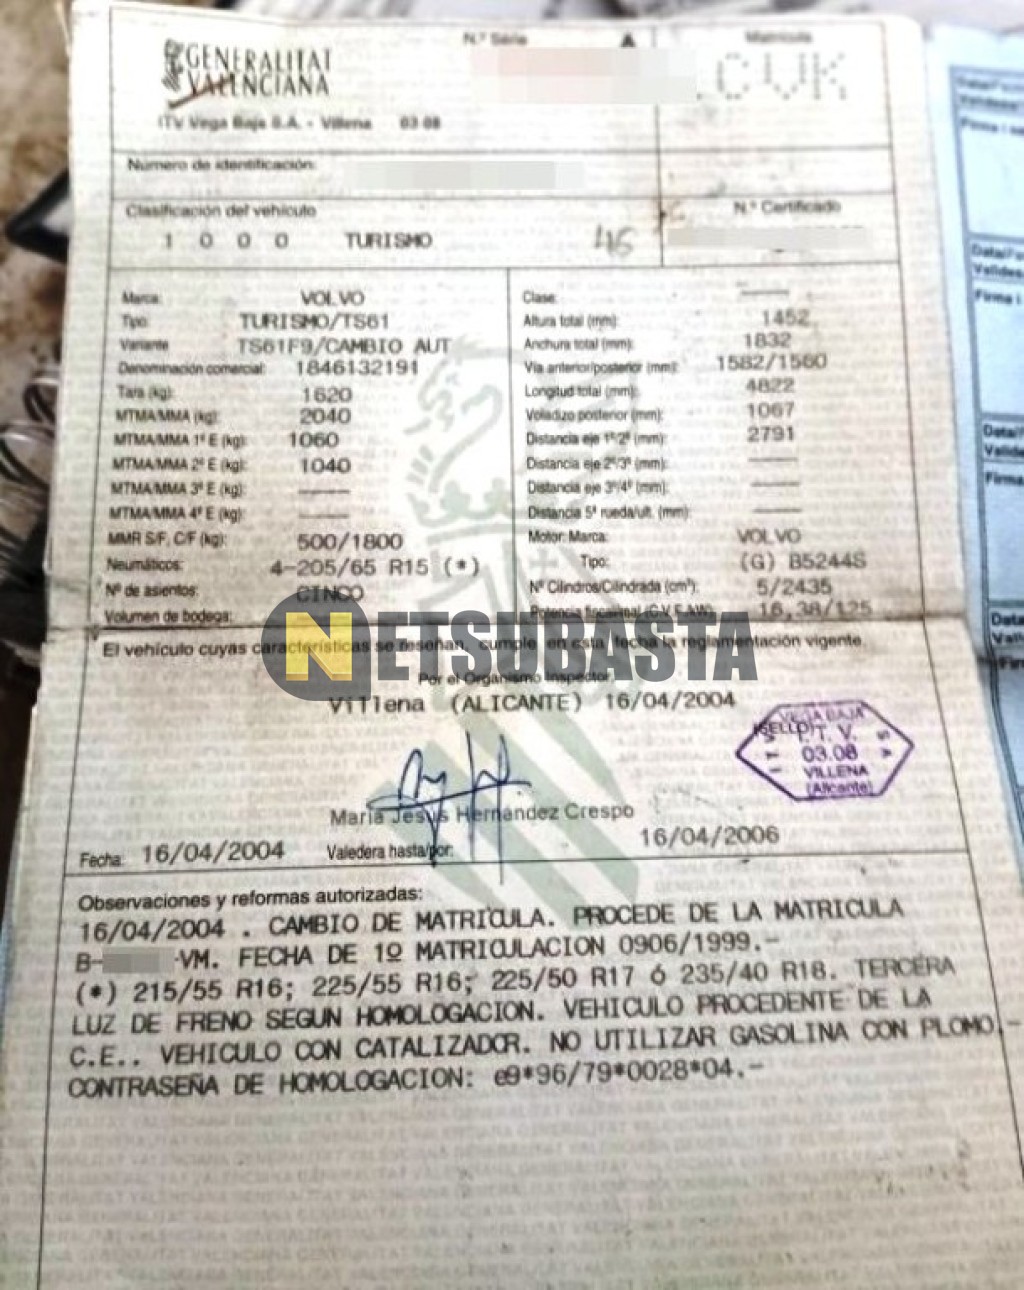 GENERALITAT
VALENCIANA
N.º Serie A
Matrícula
CVK
ITV Vega Baja S.A. - Villena 03 08
Número de identificación:
Clasificación del vehículo
N.º Certificado
1 0 0 0 TURISMO
Marca: VOLVO
Tipo: TURISMO/TS61
Variante: TS61F9/CAMBIO AUT
Denominación comercial: 1846132191
Tara (kg): 1620
MTMA/MMA (kg): 2040
MTMA/MMA 1º E (kg): 1060
MTMA/MMA 2º E (kg): 1040
MTMA/MMA 3º E (kg): ———
MTMA/MMA 4º E (kg): ———
MMR S/F, C/F (kg): 500/1800
Neumáticos: 4-205/65 R15 (*)
Nº de asientos: CINCO
Volumen de bodega:
Clase: ———
Altura total (mm): 1452
Anchura total (mm): 1832
Vía anterior/posterior (mm): 1582/1560
Longitud total (mm): 4822
Voladizo posterior (mm): 1067
Distancia eje 1º/2º (mm): 2791
Distancia eje 2º/3º (mm): ———
Distancia eje 3º/4º (mm): ———
Distancia 5ª rueda/ult. (mm): ———
Motor: Marca: VOLVO
Tipo: (G) B5244S
Nº Cilindros/Cilindrada (cm³): 5/2435
Potencia fiscal/real (C.V.F./kW): 16,38/125
NETSUBASTA
El vehículo cuyas características se reseñan, cumple en esta fecha la reglamentación vigente.
Por el Organismo Inspector,
Villena (ALICANTE) 16/04/2004
VEGA BAJA
(SELLO)
I. T. V.
03.08
VILLENA
(Alicante)
María Jesús Hernández Crespo
Fecha: 16/04/2004 Valedera hasta/por: 16/04/2006
Observaciones y reformas autorizadas:
16/04/2004 . CAMBIO DE MATRICULA. PROCEDE DE LA MATRICULA
B- -VM. FECHA DE 1º MATRICULACION 0906/1999.-
(*) 215/55 R16; 225/55 R16; 225/50 R17 ó 235/40 R18. TERCERA
LUZ DE FRENO SEGUN HOMOLOGACION. VEHICULO PROCEDENTE DE LA
C.E.. VEHICULO CON CATALIZADOR. NO UTILIZAR GASOLINA CON PLOMO.-
CONTRASEÑA DE HOMOLOGACION: e9*96/79*0028*04.-